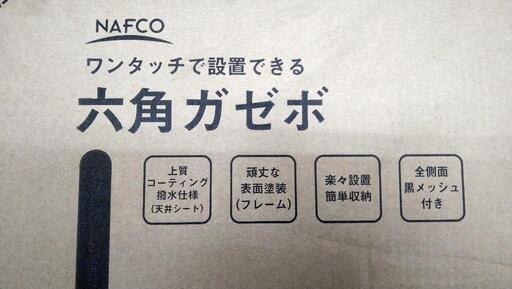 NAFCO
ワンタッチで設置できる
六角ガゼボ
上質
コーティング
撥水仕様
(天井シート)
頑丈な
表面塗装
(フレーム)
楽々設置
簡単収納
全側面
黒メッシュ
付き